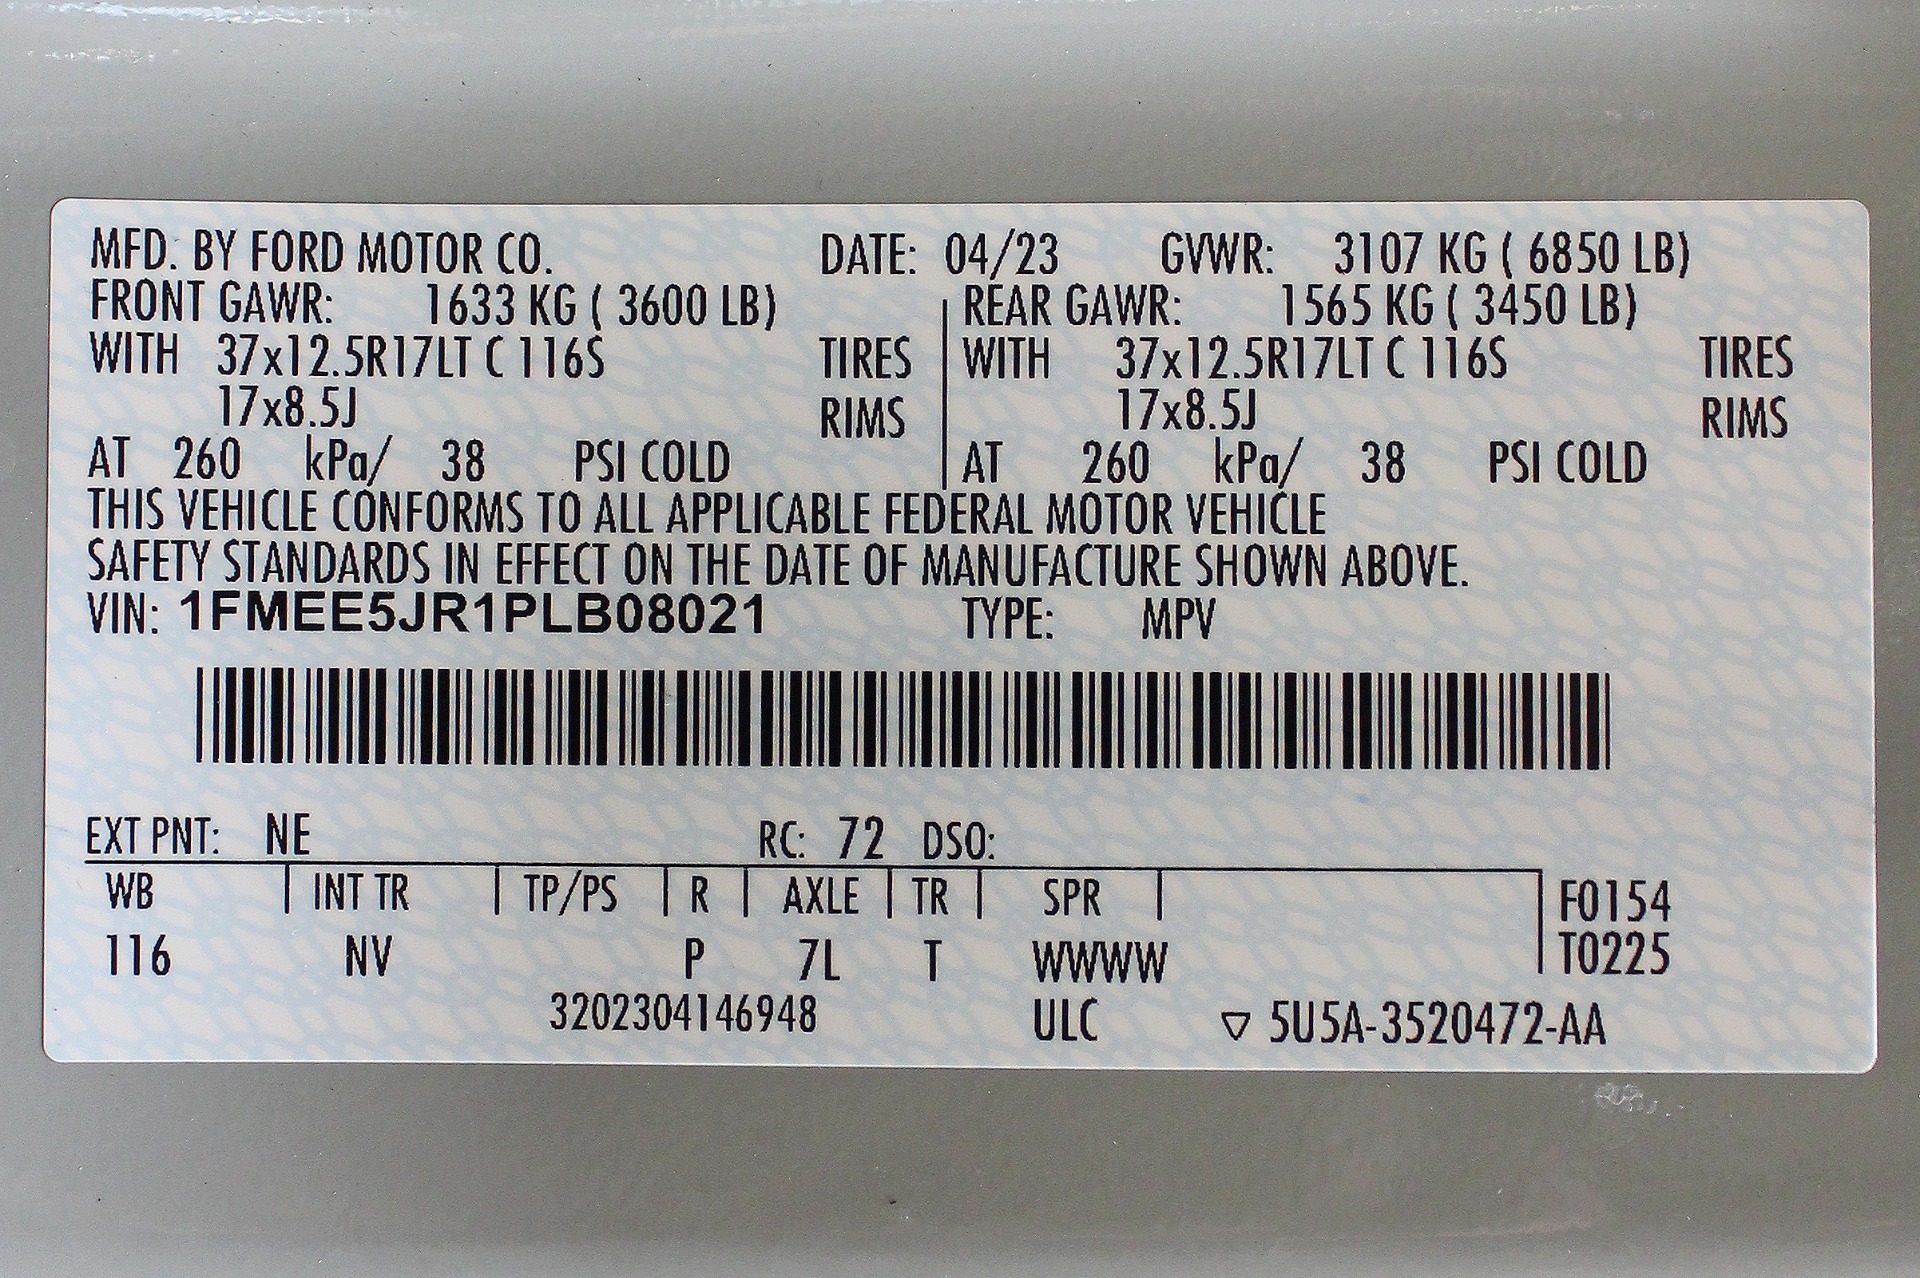 MFD. BY FORD MOTOR CO. DATE: 04/23 GVWR: 3107 KG ( 6850 LB)
FRONT GAWR: 1633 KG ( 3600 LB) REAR GAWR: 1565 KG ( 3450 LB)
WITH 37x12.5R17LT C 116S TIRES WITH 37x12.5R17LT C 116S TIRES
17x8.5J RIMS 17x8.5J RIMS
AT 260 kPa/ 38 PSI COLD AT 260 kPa/ 38 PSI COLD
THIS VEHICLE CONFORMS TO ALL APPLICABLE FEDERAL MOTOR VEHICLE
SAFETY STANDARDS IN EFFECT ON THE DATE OF MANUFACTURE SHOWN ABOVE.
VIN: 1FMEE5JR1PLB08021 TYPE: MPV
EXT PNT: NE RC: 72 DSO:
WB INT TR TP/PS R AXLE TR SPR F0154
116 NV P 7L T WWWW T0225
3202304146948 ULC ▽ 5U5A-3520472-AA